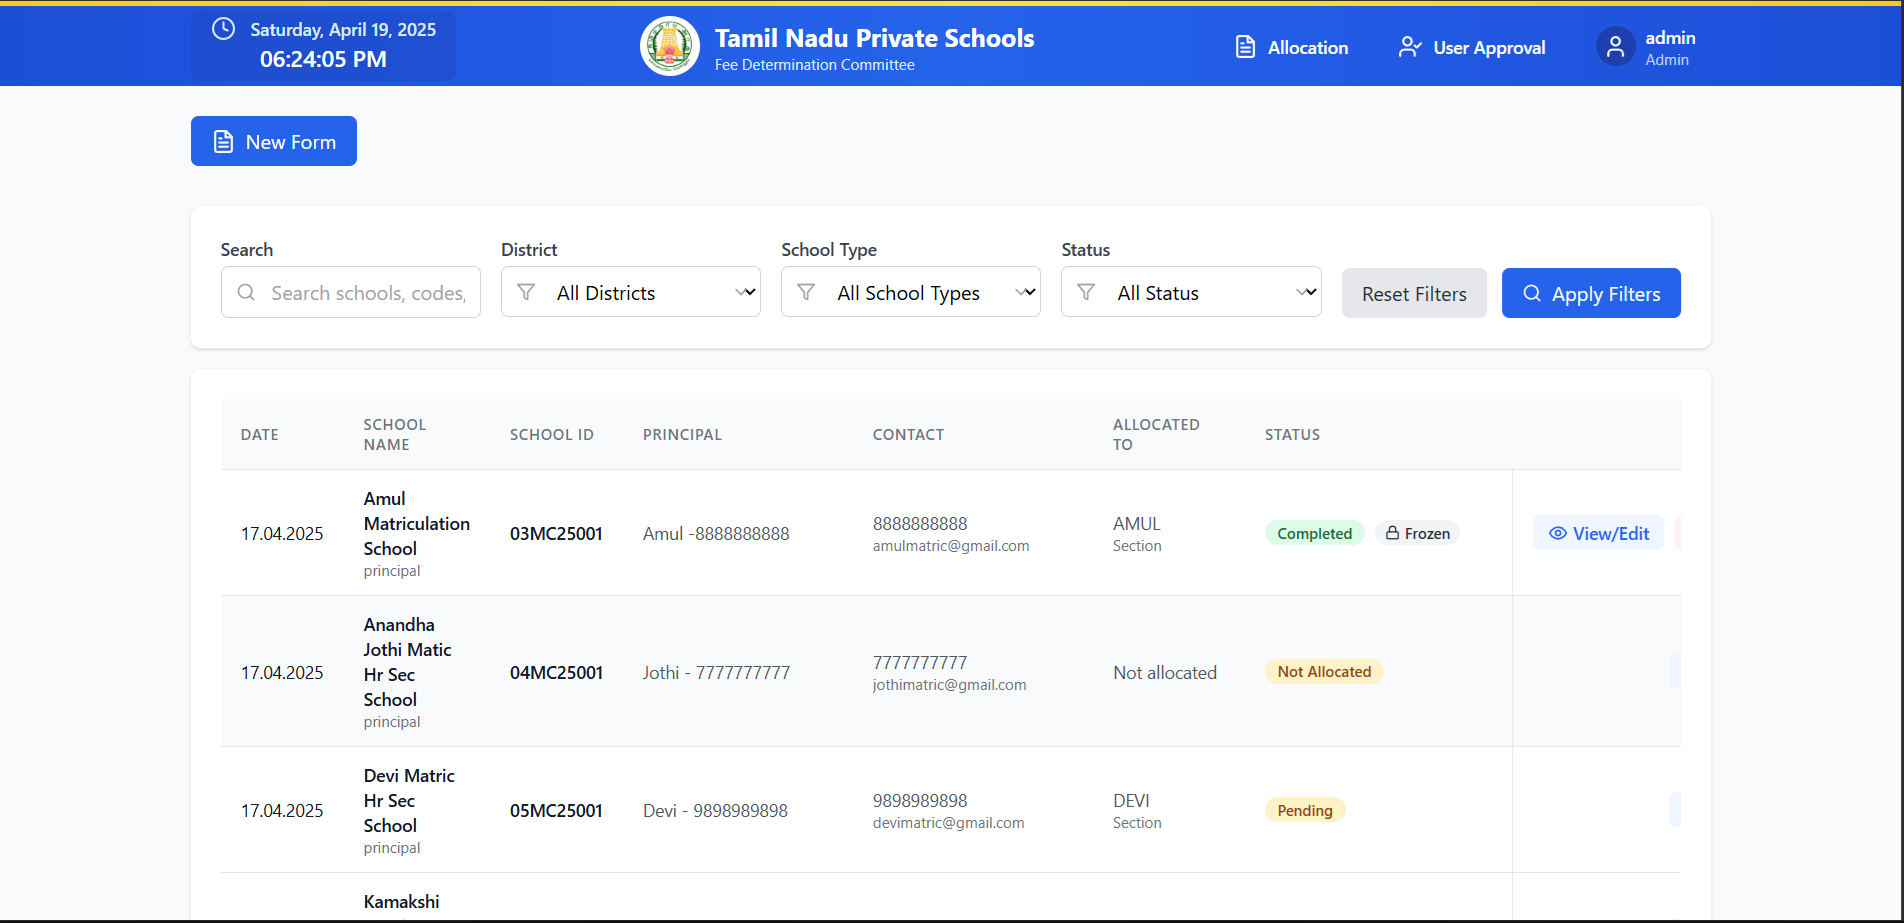 Saturday, April 19, 2025
06:24:05 PM
Tamil Nadu Private Schools
Fee Determination Committee
Allocation
User Approval
admin
Admin
New Form
Search
District
School Type
Status
Search schools, codes,
All Districts
All School Types
All Status
Reset Filters
Apply Filters
DATE
SCHOOL
NAME
SCHOOL ID
PRINCIPAL
CONTACT
ALLOCATED
TO
STATUS
17.04.2025
Amul
Matriculation
School
principal
03MC25001
Amul -8888888888
8888888888
amulmatric@gmail.com
AMUL
Section
Completed
Frozen
View/Edit
17.04.2025
Anandha
Jothi Matic
Hr Sec
School
principal
04MC25001
Jothi - 7777777777
7777777777
jothimatric@gmail.com
Not allocated
Not Allocated
17.04.2025
Devi Matric
Hr Sec
School
principal
05MC25001
Devi - 9898989898
9898989898
devimatric@gmail.com
DEVI
Section
Pending
Kamakshi